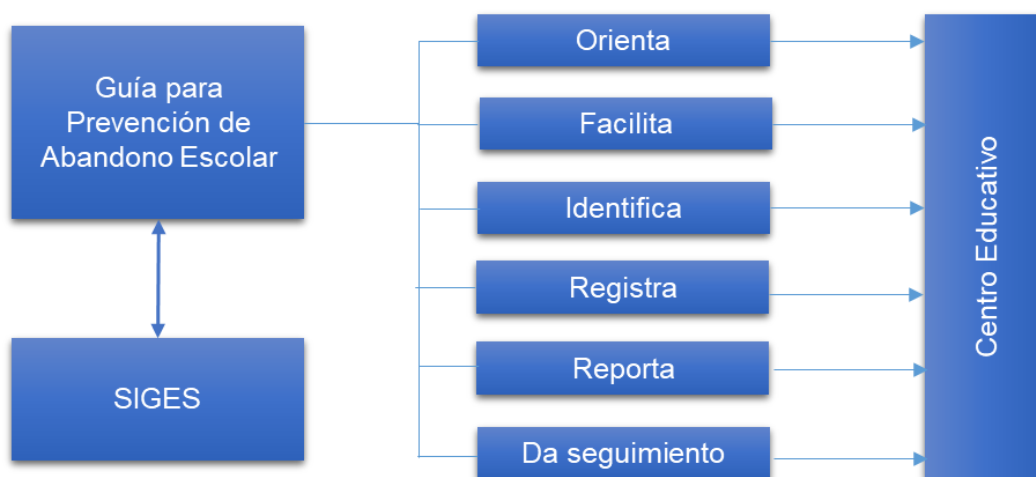 Guía para
Prevención de
Abandono Escolar
SIGES
Orienta
Facilita
Identifica
Registra
Reporta
Da seguimiento
Centro Educativo